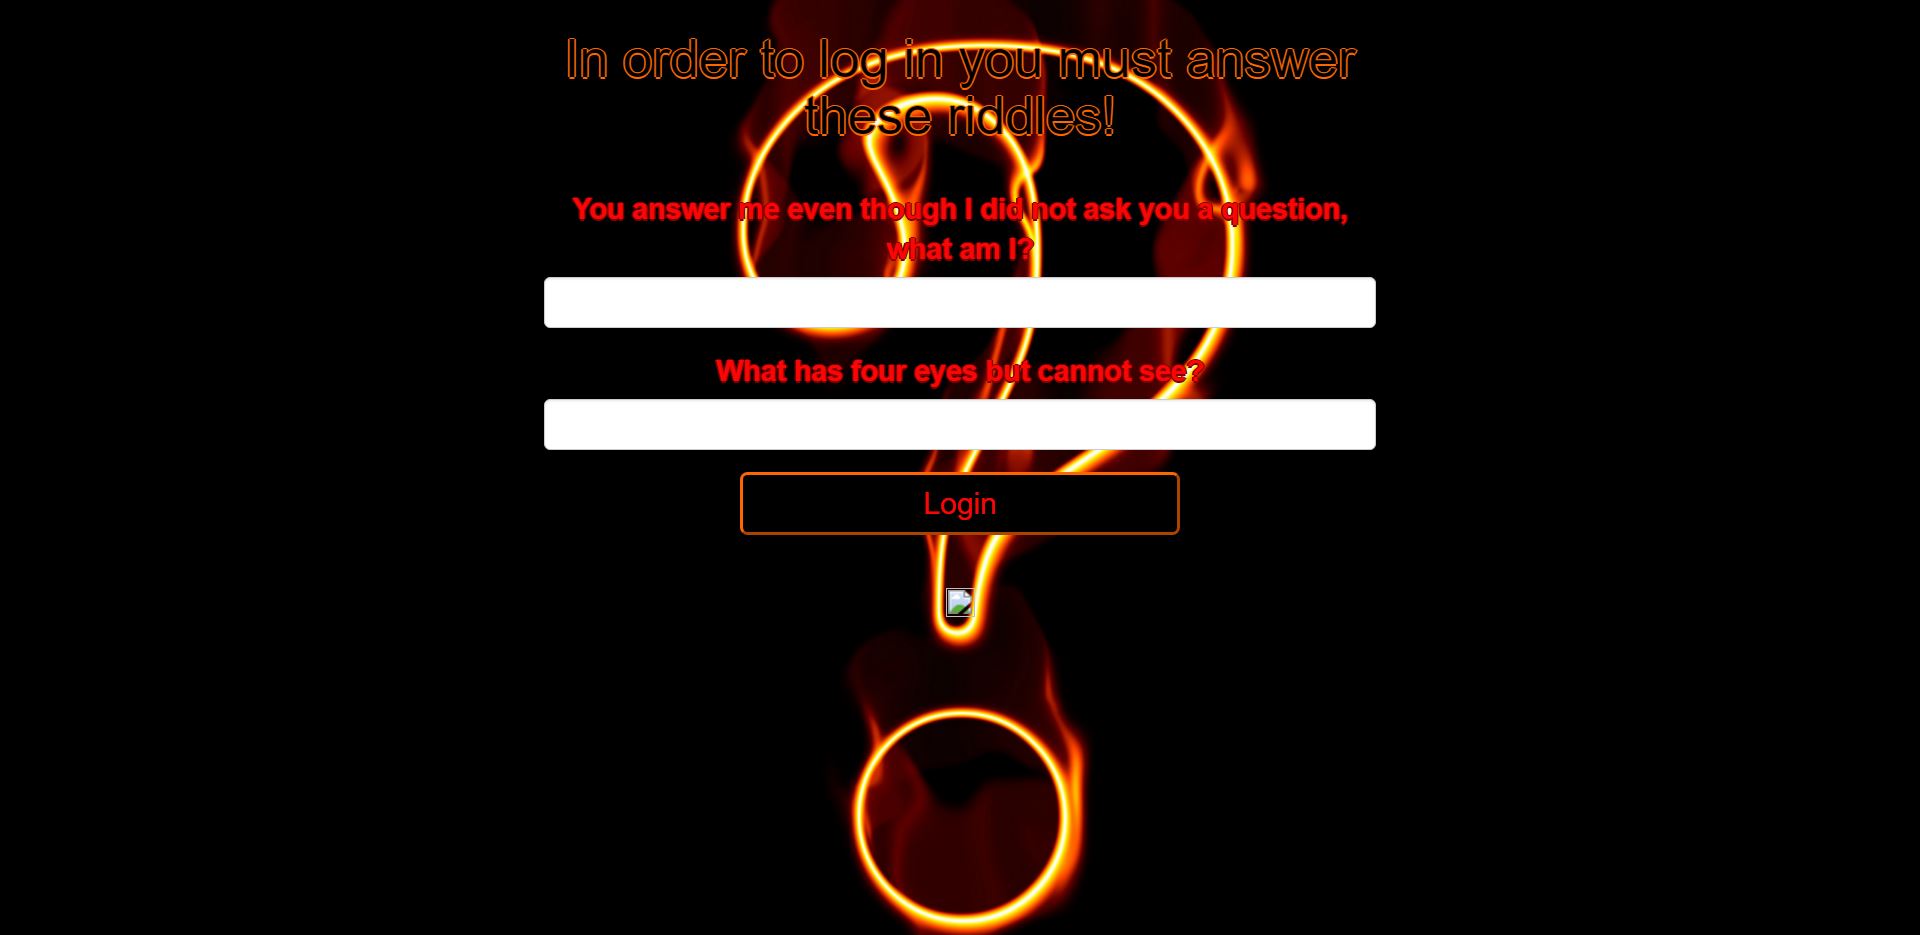 In order to log in you must answer
these riddles!
You answer me even though I did not ask you a question,
what am I?
What has four eyes but cannot see?
Login